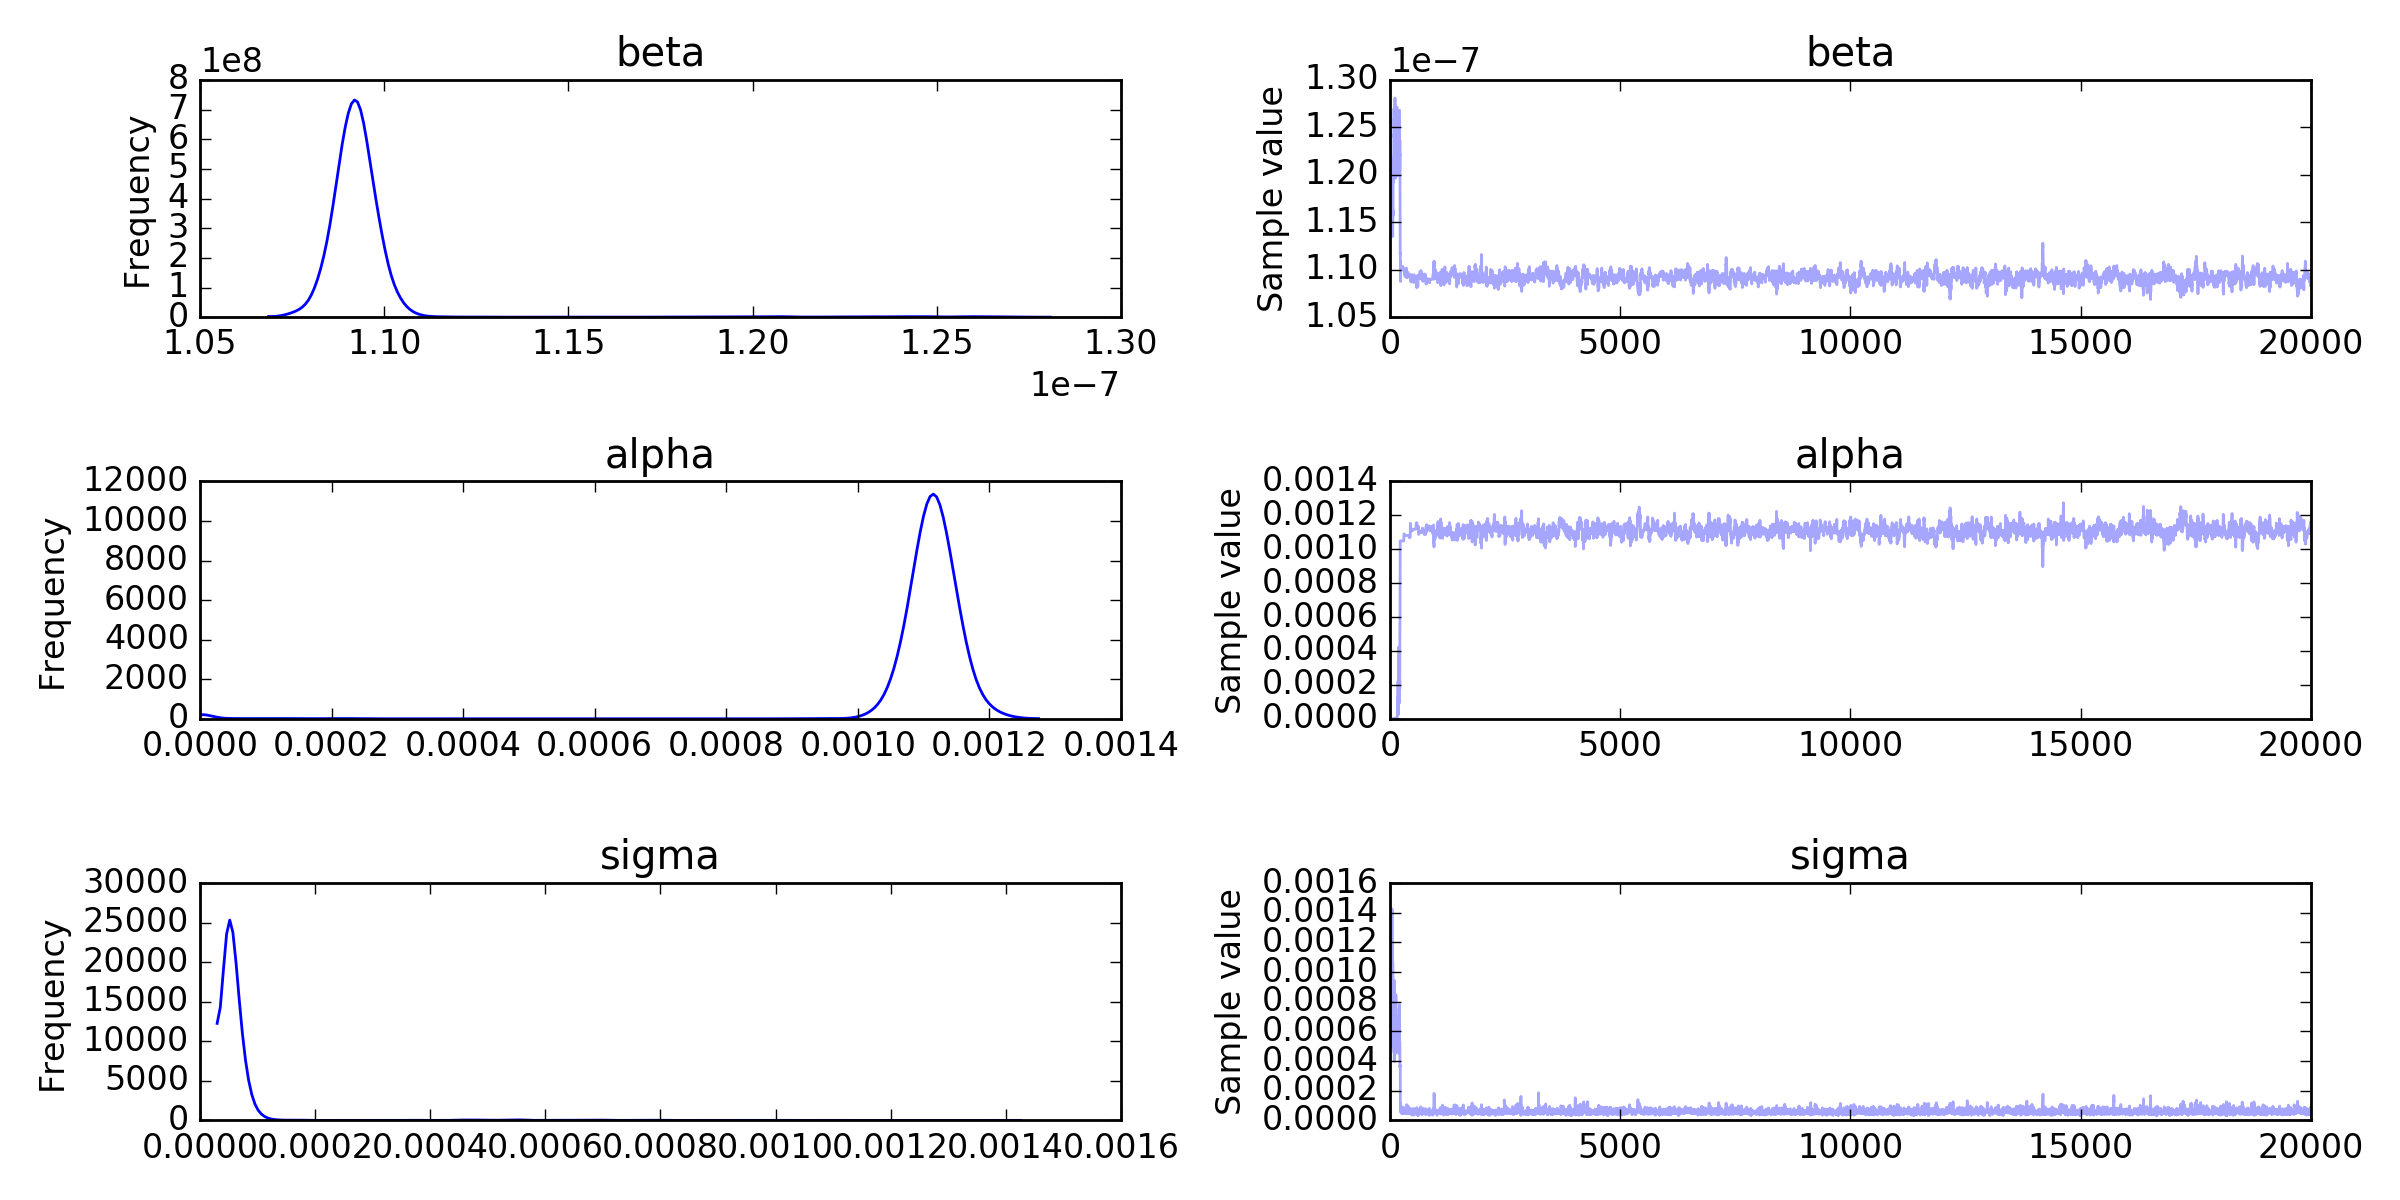 beta
1e8
8
7
6
5
4
3
2
1
0
Frequency
1.05 1.10 1.15 1.20 1.25 1.30
1e−7
beta
1e−7
1.30
1.25
1.20
1.15
1.10
1.05
Sample value
0 5000 10000 15000 20000
alpha
12000
10000
8000
6000
4000
2000
0
Frequency
0.0000 0.0002 0.0004 0.0006 0.0008 0.0010 0.0012 0.0014
alpha
0.0014
0.0012
0.0010
0.0008
0.0006
0.0004
0.0002
0.0000
Sample value
0 5000 10000 15000 20000
sigma
30000
25000
20000
15000
10000
5000
0
Frequency
0.00000.00020.00040.00060.00080.00100.00120.00140.0016
sigma
0.0016
0.0014
0.0012
0.0010
0.0008
0.0006
0.0004
0.0002
0.0000
Sample value
0 5000 10000 15000 20000